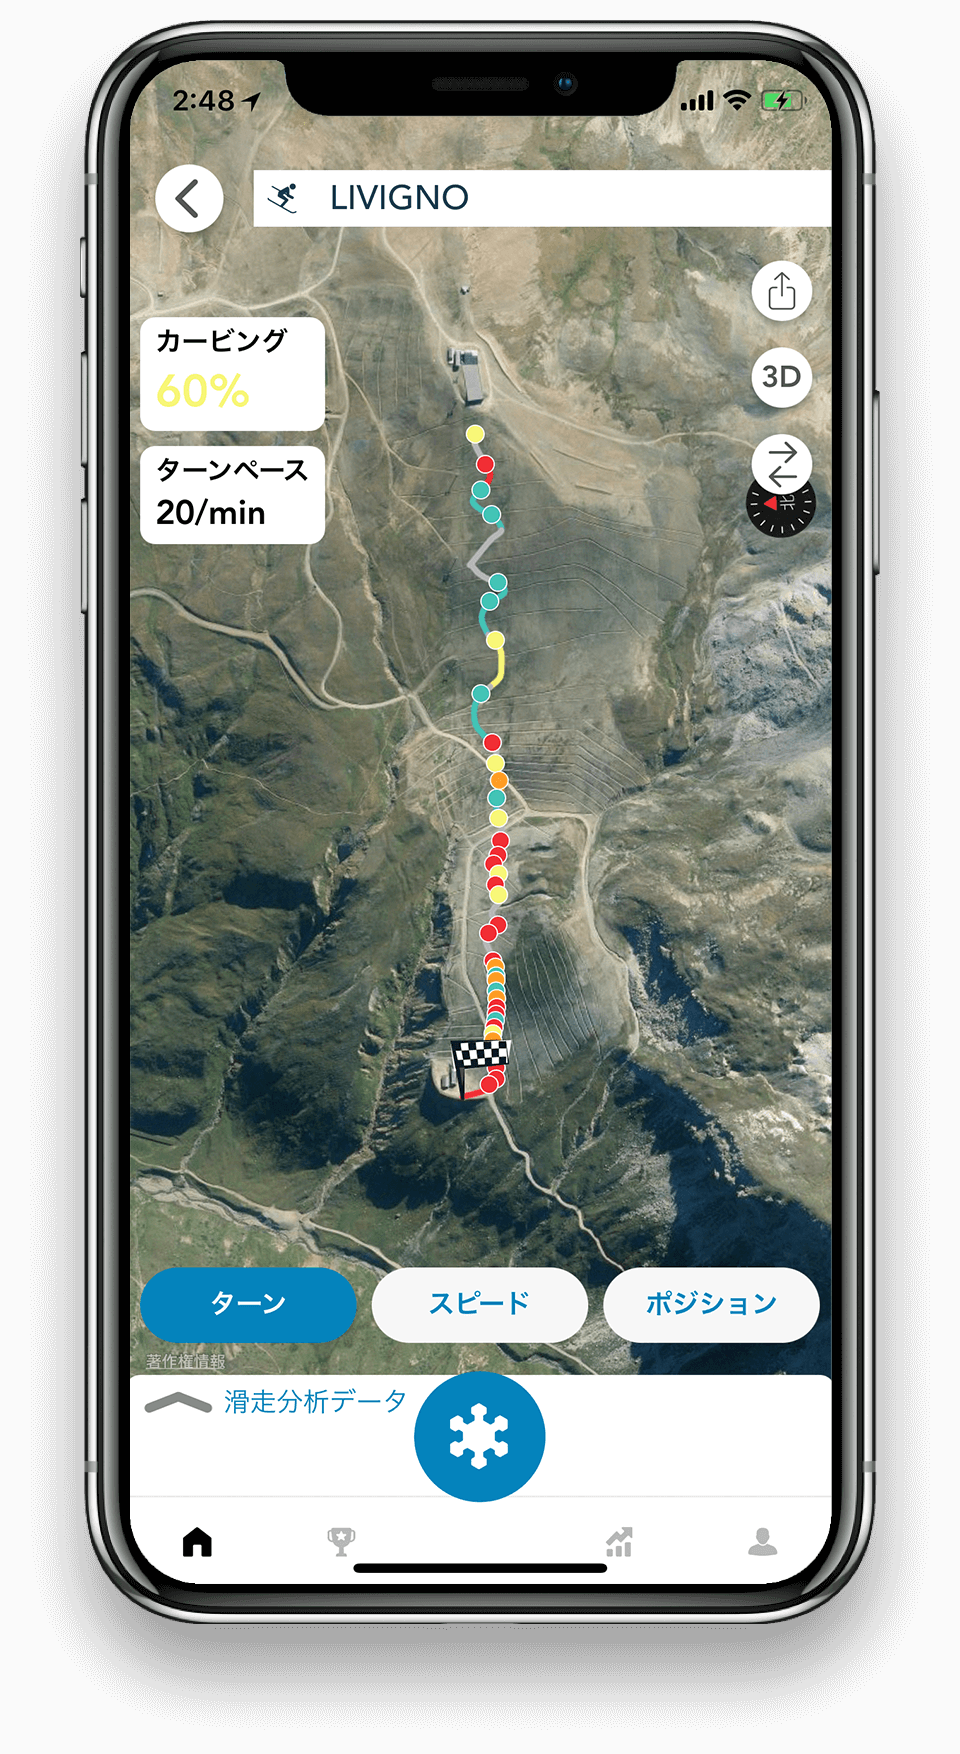 2:48
LIVIGNO
カービング
60%
3D
ターンペース
20/min
北
ターン
スピード
ポジション
著作権情報
滑走分析データ